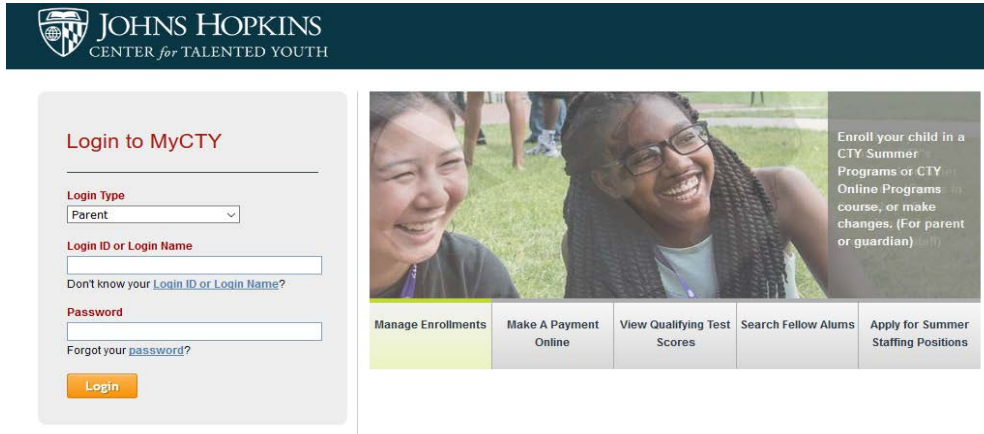 JOHNS HOPKINS
CENTER for TALENTED YOUTH
Login to MyCTY
Login Type
Parent
Login ID or Login Name
Don't know your Login ID or Login Name?
Password
Forgot your password?
Login
Enroll your child in a
CTY Summer
Programs or CTY
Online Programs
course, or make
changes. (For parent
or guardian)
Manage Enrollments
Make A Payment
Online
View Qualifying Test
Scores
Search Fellow Alums
Apply for Summer
Staffing Positions